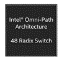 Intel® Omni-Path
Architecture
48 Radix Switch